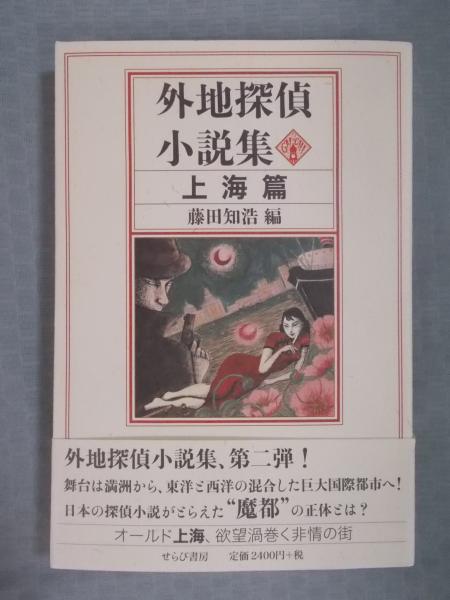 外地探偵
小説集
上海篇
藤田知浩 編
外地探偵小説集、第二弾!
舞台は満洲から、東洋と西洋の混合した巨大国際都市へ!
日本の探偵小説がとらえた“魔都”の正体とは?
オールド上海、欲望渦巻く非情の街
せらび書房 定価2400円+税